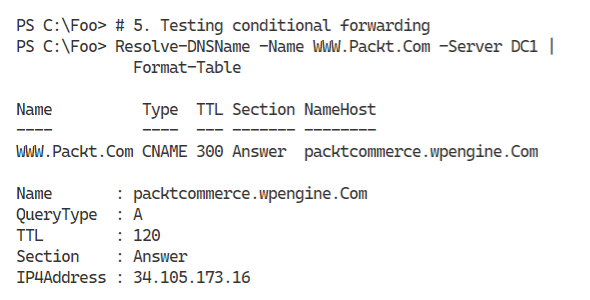 PS C:\Foo> # 5. Testing conditional forwarding
PS C:\Foo> Resolve-DNSName -Name WWW.Packt.Com -Server DC1 |
             Format-Table

Name          Type  TTL Section NameHost
----          ----  --- ------- --------
WWW.Packt.Com CNAME 300 Answer  packtcommerce.wpengine.Com

Name       : packtcommerce.wpengine.Com
QueryType  : A
TTL        : 120
Section    : Answer
IP4Address : 34.105.173.16